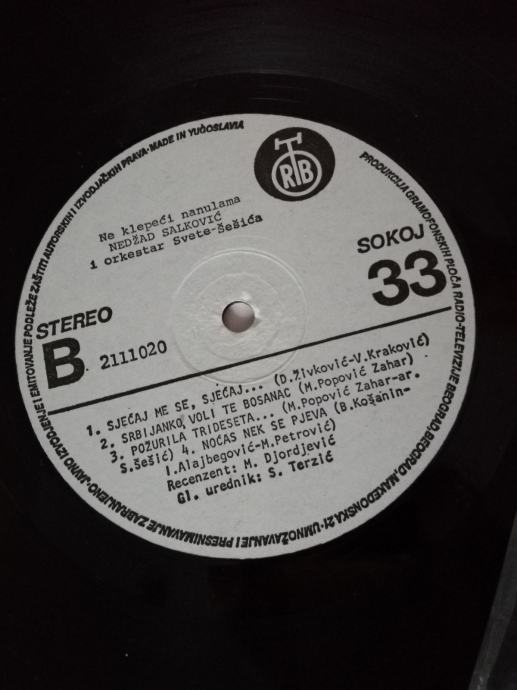 PRODUKCIJA GRAMOFONSKIH PLOČA RADIO-TELEVIZIJE BEOGRAD, BEOGRAD, MAKEDONSKA 21 · UMNOŽAVANJE I PRESNIMAVANJE ZABRANJENO · JAVNO IZVODJENJE I EMITOVANJE PODLEŽE ZAŠTITI AUTORSKIH I IZVODJAČKIH PRAVA · MADE IN YUGOSLAVIA
RTB
Ne klepeći nanulama
NEDŽAD SALKOVIĆ
i orkestar Svete-Šešića
SOKOJ
33
STEREO
B 2111020
1. SJEĆAJ ME SE, SJEĆAJ... (D.Živković-V.Kraković)
2. SRBIJANKO, VOLI TE BOSANAC (M.Popović Zahar)
3. POŽURILA TRIDESETA... (M.Popović Zahar-ar.
S.Šešić) 4. NOĆAS NEK SE PJEVA (B.Košanin-
I.Alajbegović-M.Petrović)
Recenzent: M. Djordjević
Gl. urednik: S. Terzić